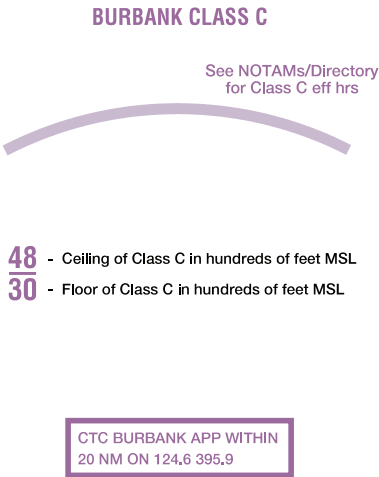 BURBANK CLASS C
See NOTAMs/Directory
for Class C eff hrs
48 - Ceiling of Class C in hundreds of feet MSL
30 - Floor of Class C in hundreds of feet MSL
CTC BURBANK APP WITHIN
20 NM ON 124.6 395.9